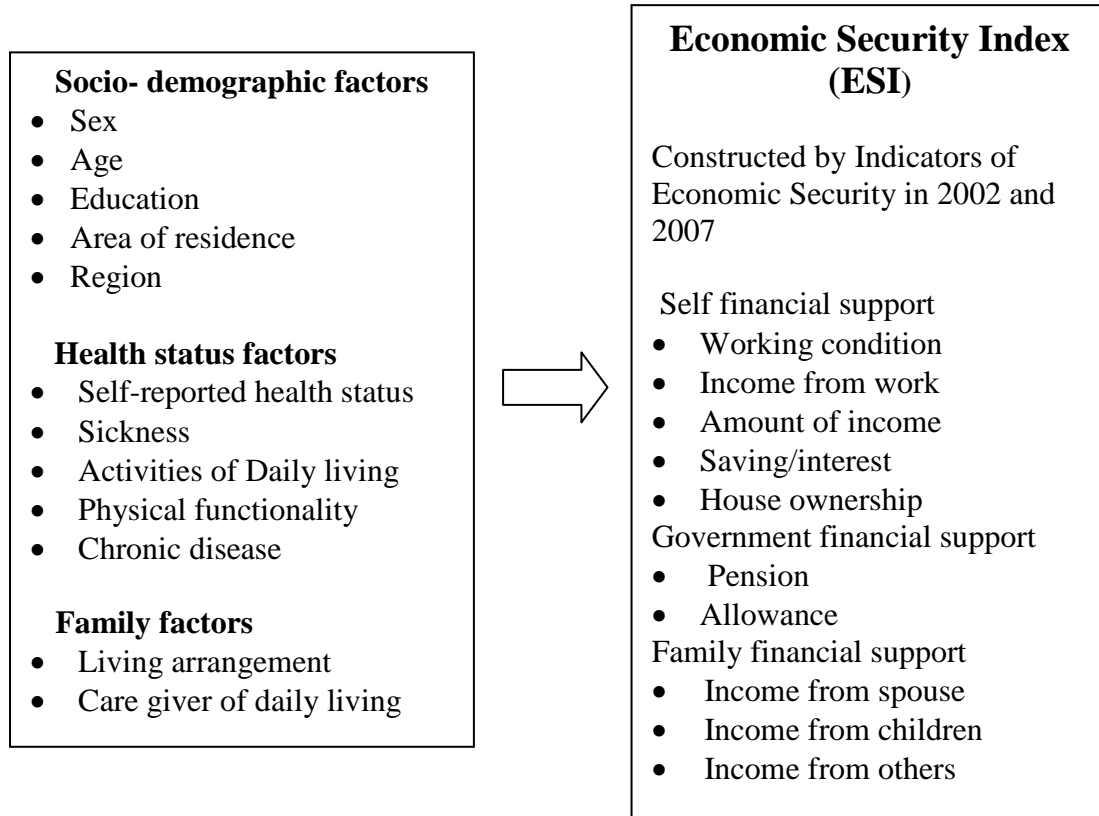 Socio- demographic factors
• Sex
• Age
• Education
• Area of residence
• Region
Health status factors
• Self-reported health status
• Sickness
• Activities of Daily living
• Physical functionality
• Chronic disease
Family factors
• Living arrangement
• Care giver of daily living
Economic Security Index
(ESI)
Constructed by Indicators of
Economic Security in 2002 and
2007
Self financial support
• Working condition
• Income from work
• Amount of income
• Saving/interest
• House ownership
Government financial support
• Pension
• Allowance
Family financial support
• Income from spouse
• Income from children
• Income from others